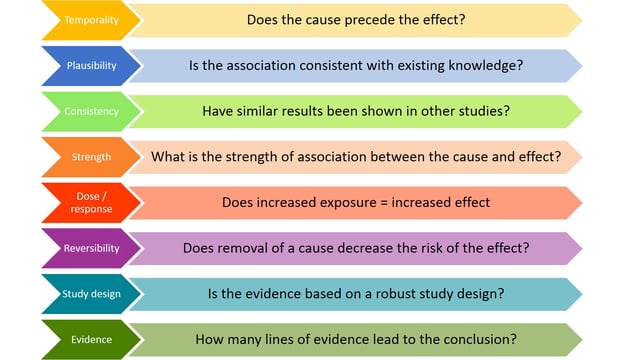 Temporality
Does the cause precede the effect?
Plausibility
Is the association consistent with existing knowledge?
Consistency
Have similar results been shown in other studies?
Strength
What is the strength of association between the cause and effect?
Dose /
response
Does increased exposure = increased effect
Reversibility
Does removal of a cause decrease the risk of the effect?
Study design
Is the evidence based on a robust study design?
Evidence
How many lines of evidence lead to the conclusion?